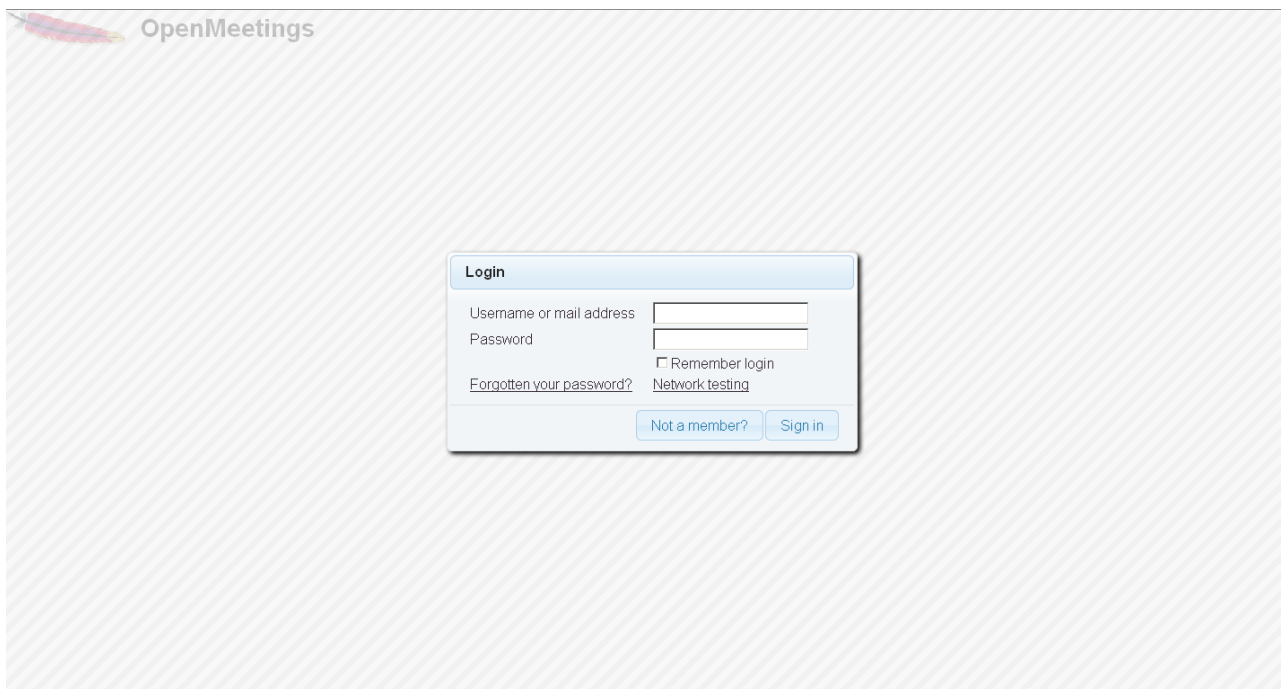 OpenMeetings
Login
Username or mail address
Password
Remember login
Forgotten your password? Network testing
Not a member? Sign in